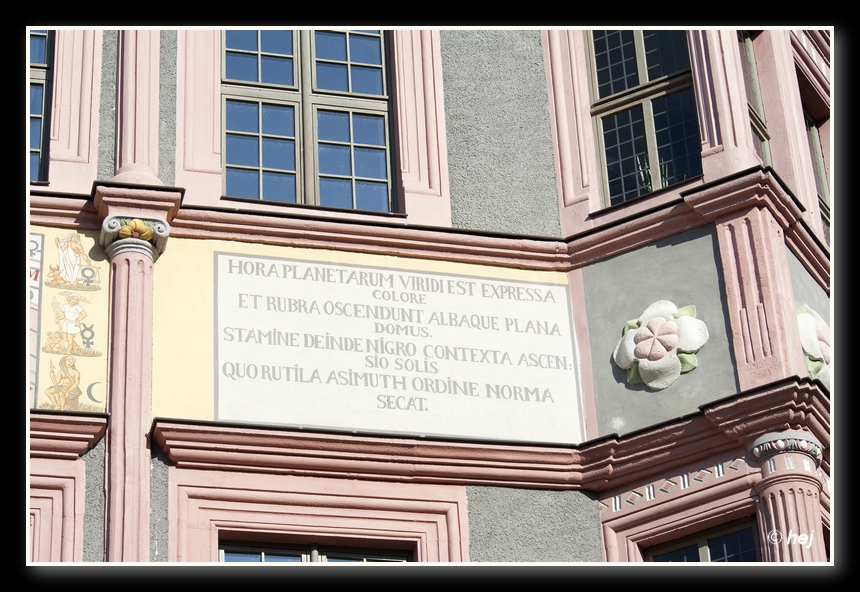 HORA PLANETARUM VIRIDI EST EXPRESSA
COLORE
ET RUBRA OSCENDUNT ALBAQUE PLANA
DOMUS.
STAMINE DEINDE NIGRO CONTEXTA ASCEN:
SIO SOLIS
QUO RUTILA ASIMUTH ORDINE NORMA
SECAT.
© hej